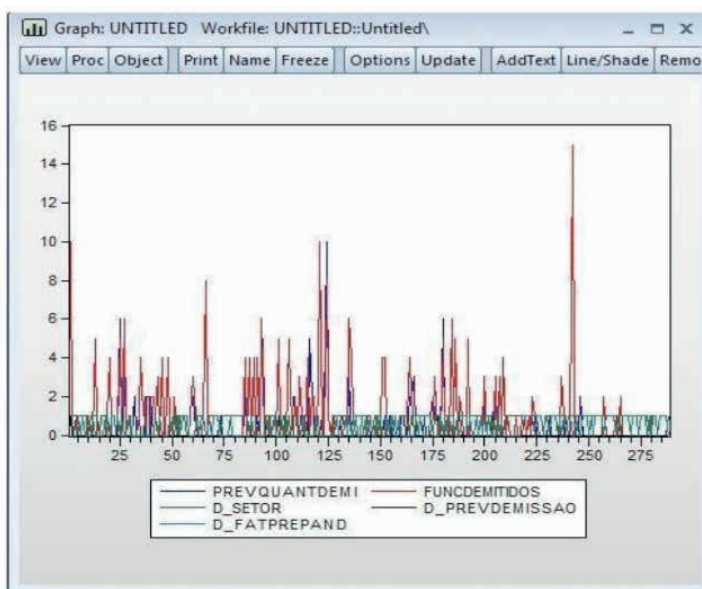 Graph: UNTITLED Workfile: UNTITLED::Untitled\
View Proc Object Print Name Freeze Options Update AddText Line/Shade Remo
16
14
12
10
8
6
4
2
0
25 50 75 100 125 150 175 200 225 250 275
PREVQUANTDEMI FUNCDEMITIDOS
D_SETOR D_PREVDEMISSAO
D_FATPREPAND